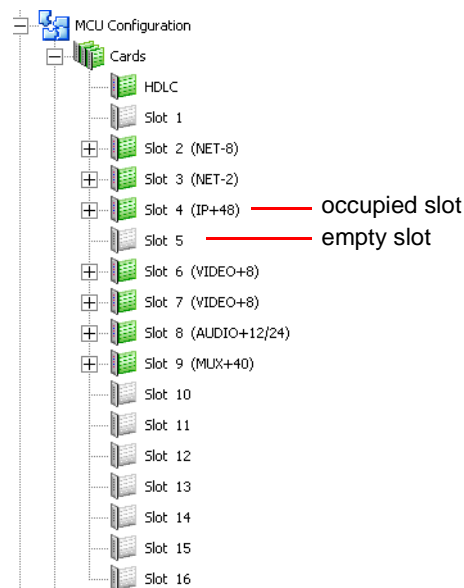 MCU Configuration
Cards
HDLC
Slot 1
Slot 2 (NET-8)
Slot 3 (NET-2)
Slot 4 (IP+48) occupied slot
Slot 5 empty slot
Slot 6 (VIDEO+8)
Slot 7 (VIDEO+8)
Slot 8 (AUDIO+12/24)
Slot 9 (MUX+40)
Slot 10
Slot 11
Slot 12
Slot 13
Slot 14
Slot 15
Slot 16